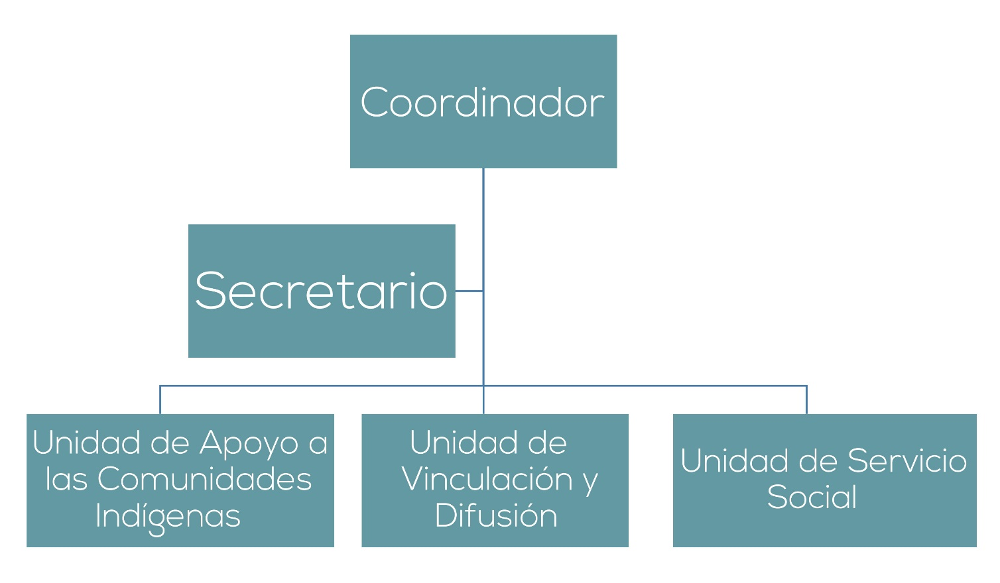 Coordinador
Secretario
Unidad de Apoyo a
las Comunidades
Indígenas
Unidad de
Vinculación y
Difusión
Unidad de Servicio
Social